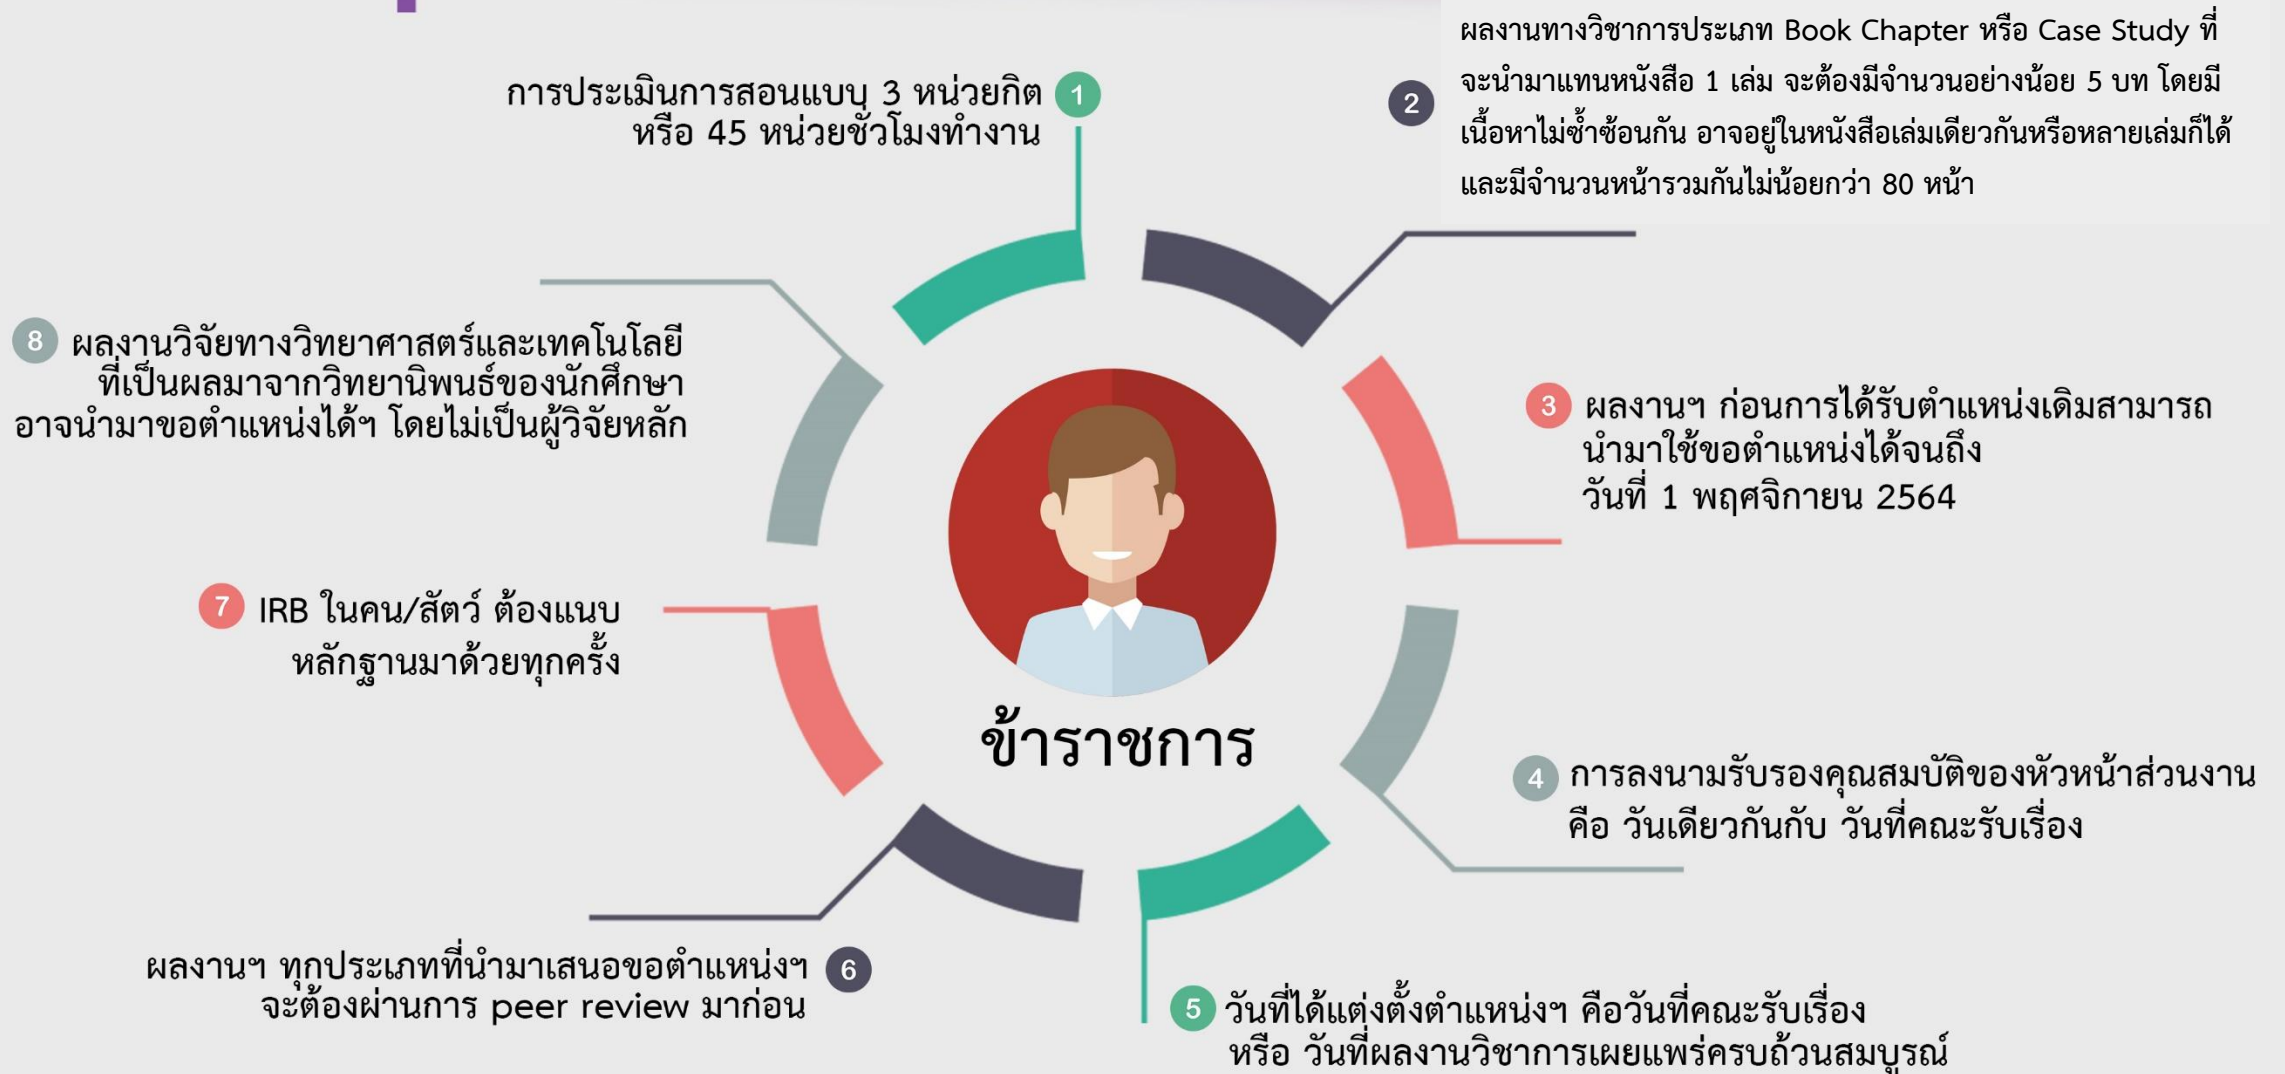 1
การประเมินการสอนแบบ 3 หน่วยกิต
หรือ 45 หน่วยชั่วโมงทำงาน
2
ผลงานทางวิชาการประเภท Book Chapter หรือ Case Study ที่
จะนำมาแทนหนังสือ 1 เล่ม จะต้องมีจำนวนอย่างน้อย 5 บท โดยมี
เนื้อหาไม่ซ้ำซ้อนกัน อาจอยู่ในหนังสือเล่มเดียวกันหรือหลายเล่มก็ได้
และมีจำนวนหน้ารวมกันไม่น้อยกว่า 80 หน้า
3
ผลงานฯ ก่อนการได้รับตำแหน่งเดิมสามารถ
นำมาใช้ขอตำแหน่งได้จนถึง
วันที่ 1 พฤศจิกายน 2564
4
การลงนามรับรองคุณสมบัติของหัวหน้าส่วนงาน
คือ วันเดียวกันกับ วันที่คณะรับเรื่อง
5
วันที่ได้แต่งตั้งตำแหน่งฯ คือวันที่คณะรับเรื่อง
หรือ วันที่ผลงานวิชาการเผยแพร่ครบถ้วนสมบูรณ์
6
ผลงานฯ ทุกประเภทที่นำมาเสนอขอตำแหน่งฯ
จะต้องผ่านการ peer review มาก่อน
7
IRB ในคน/สัตว์ ต้องแนบ
หลักฐานมาด้วยทุกครั้ง
8
ผลงานวิจัยทางวิทยาศาสตร์และเทคโนโลยี
ที่เป็นผลมาจากวิทยานิพนธ์ของนักศึกษา
อาจนำมาขอตำแหน่งได้ฯ โดยไม่เป็นผู้วิจัยหลัก
ข้าราชการ